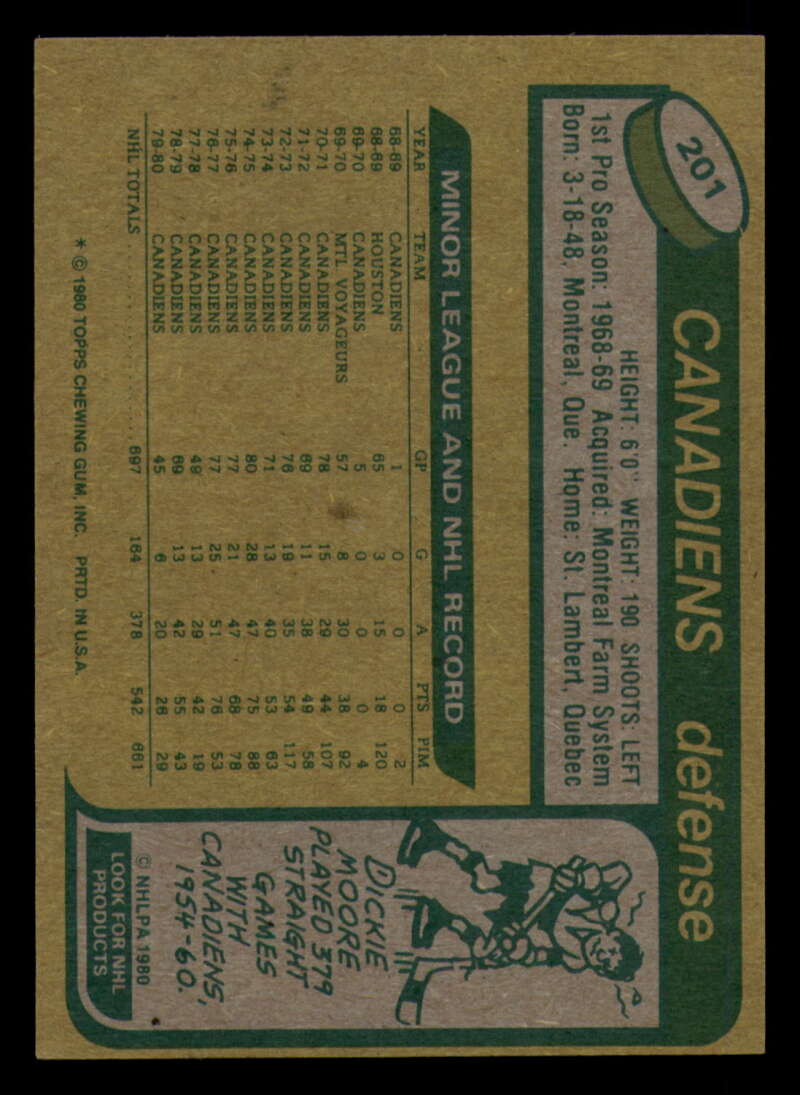 201
CANADIENS defense
HEIGHT: 6'0" WEIGHT: 190 SHOOTS: LEFT
1st Pro Season: 1968-69 Acquired: Montreal Farm System
Born: 3-18-48, Montreal, Que. Home: St. Lambert, Quebec
MINOR LEAGUE AND NHL RECORD
YEAR TEAM GP G A PTS PIM
68-69 CANADIENS 1 0 0 0 2
68-69 HOUSTON 65 3 15 18 120
69-70 CANADIENS 5 0 0 0 4
69-70 MTL VOYAGEURS 57 8 30 38 92
70-71 CANADIENS 78 15 29 44 107
71-72 CANADIENS 69 11 38 49 58
72-73 CANADIENS 76 19 35 54 117
73-74 CANADIENS 71 13 40 53 63
74-75 CANADIENS 80 28 47 75 88
75-76 CANADIENS 77 21 47 68 78
76-77 CANADIENS 77 25 51 76 53
77-78 CANADIENS 49 13 29 42 19
78-79 CANADIENS 69 13 42 55 43
79-80 CANADIENS 45 6 20 26 29
NHL TOTALS 697 164 378 542 661
* © 1980 TOPPS CHEWING GUM, INC. PRTD. IN U.S.A.
DICKIE
MOORE
PLAYED 379
STRAIGHT
GAMES
WITH
CANADIENS,
1954-60.
© NHLPA 1980
LOOK FOR NHL
PRODUCTS